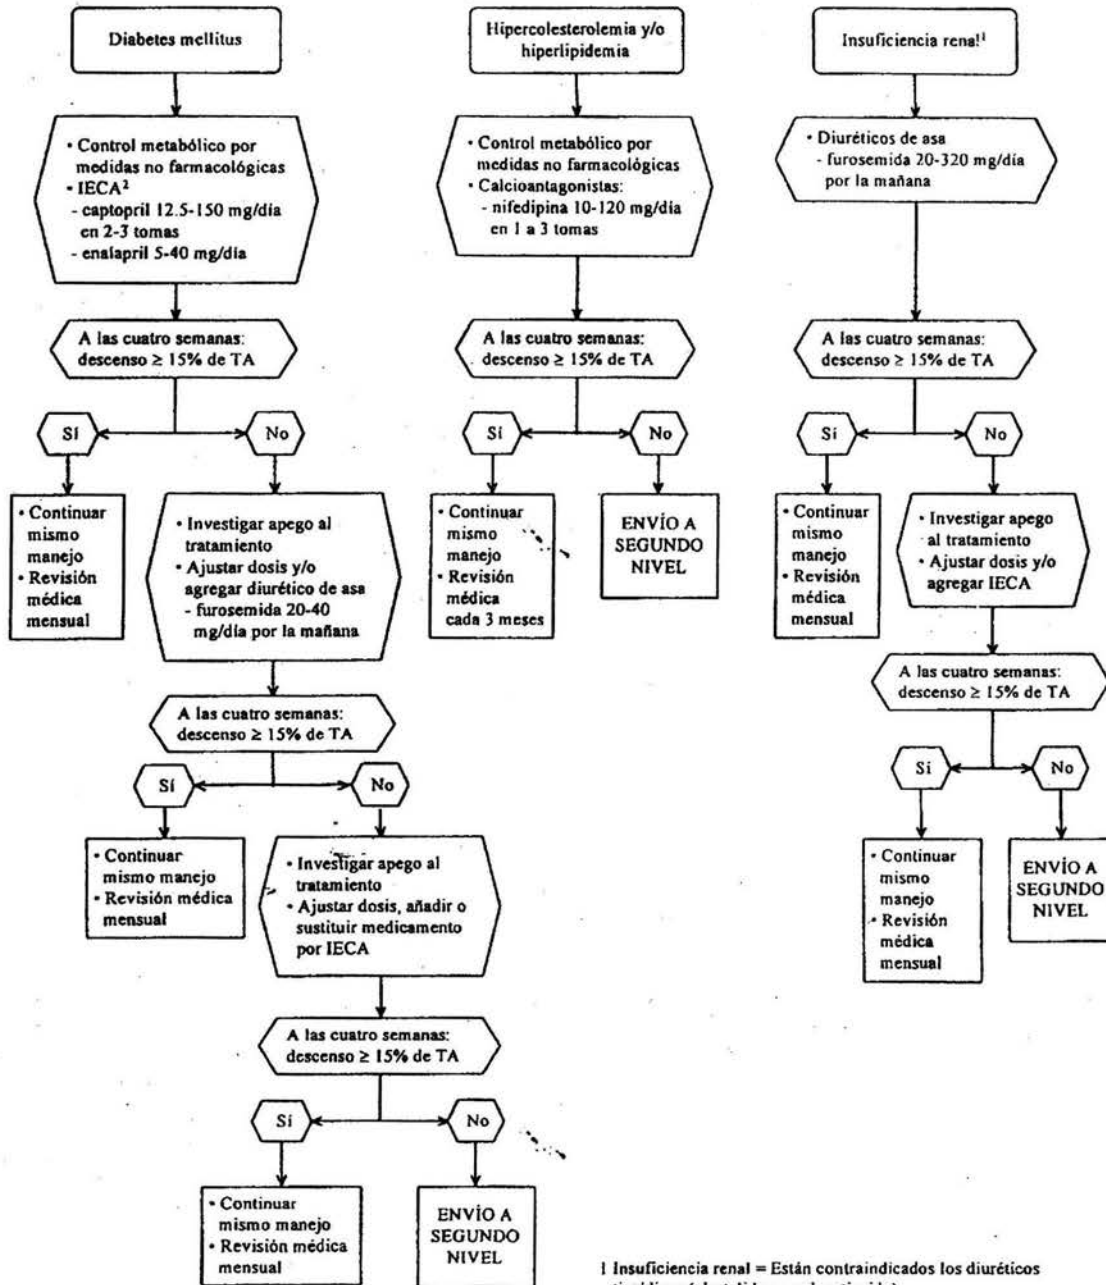 Diabetes mellitus
• Control metabólico por
medidas no farmacológicas
• IECA²
- captopril 12.5-150 mg/día
en 2-3 tomas
- enalapril 5-40 mg/día
A las cuatro semanas:
descenso ≥ 15% de TA
Sí
No
• Continuar
mismo
manejo
• Revisión
médica
mensual
• Investigar apego al
tratamiento
• Ajustar dosis y/o
agregar diurético de asa
- furosemida 20-40
mg/día por la mañana
A las cuatro semanas:
descenso ≥ 15% de TA
Sí
No
• Continuar
mismo manejo
• Revisión médica
mensual
• Investigar apego al
tratamiento
• Ajustar dosis, añadir o
sustituir medicamento
por IECA
A las cuatro semanas:
descenso ≥ 15% de TA
Sí
No
• Continuar
mismo manejo
• Revisión médica
mensual
ENVÍO A
SEGUNDO
NIVEL
Hipercolesterolemia y/o
hiperlipidemia
• Control metabólico por
medidas no farmacológicas
• Calcioantagonistas:
- nifedipina 10-120 mg/día
en 1 a 3 tomas
A las cuatro semanas:
descenso ≥ 15% de TA
Sí
No
• Continuar
mismo
manejo
• Revisión
médica
cada 3 meses
ENVÍO A
SEGUNDO
NIVEL
Insuficiencia renal¹
• Diuréticos de asa
- furosemida 20-320 mg/día
por la mañana
A las cuatro semanas:
descenso ≥ 15% de TA
Sí
No
• Continuar
mismo
manejo
• Revisión
médica
mensual
• Investigar apego
al tratamiento
• Ajustar dosis y/o
agregar IECA
A las cuatro semanas:
descenso ≥ 15% de TA
Sí
No
• Continuar
mismo
manejo
• Revisión
médica
mensual
ENVÍO A
SEGUNDO
NIVEL
1 Insuficiencia renal = Están contraindicados los diuréticos